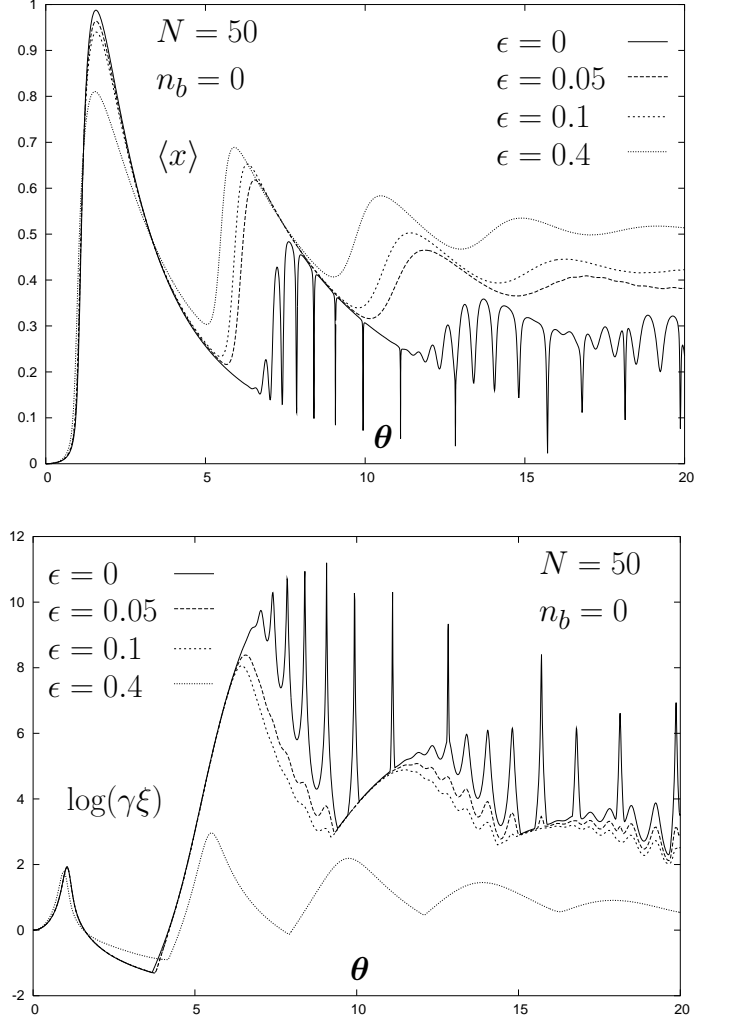 1
0.9
0.8
0.7
0.6
0.5
0.4
0.3
0.2
0.1
0
N = 50
n_b = 0
⟨x⟩
ϵ = 0
ϵ = 0.05
ϵ = 0.1
ϵ = 0.4
θ
0 5 10 15 20
12
10
8
6
4
2
0
-2
ϵ = 0
ϵ = 0.05
ϵ = 0.1
ϵ = 0.4
N = 50
n_b = 0
log(γξ)
θ
0 5 10 15 20